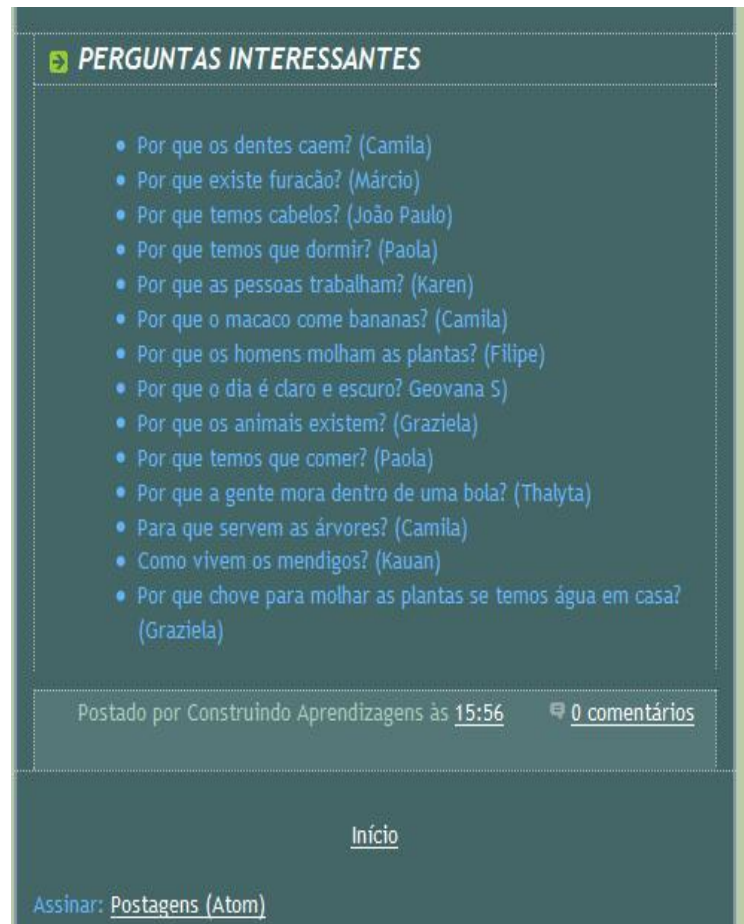 PERGUNTAS INTERESSANTES
• Por que os dentes caem? (Camila)
• Por que existe furacão? (Márcio)
• Por que temos cabelos? (João Paulo)
• Por que temos que dormir? (Paola)
• Por que as pessoas trabalham? (Karen)
• Por que o macaco come bananas? (Camila)
• Por que os homens molham as plantas? (Filipe)
• Por que o dia é claro e escuro? Geovana S)
• Por que os animais existem? (Graziela)
• Por que temos que comer? (Paola)
• Por que a gente mora dentro de uma bola? (Thalyta)
• Para que servem as árvores? (Camila)
• Como vivem os mendigos? (Kauan)
• Por que chove para molhar as plantas se temos água em casa?
(Graziela)
Postado por Construindo Aprendizagens às 15:56 0 comentários
Início
Assinar: Postagens (Atom)